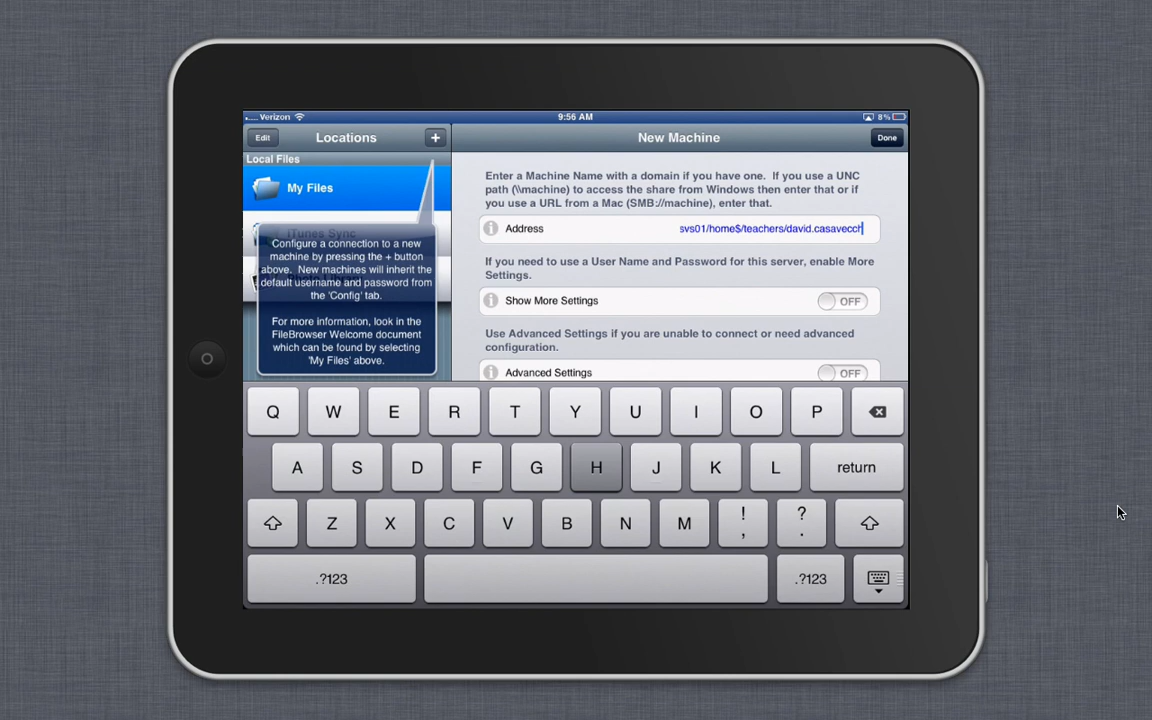 ..... Verizon
9:56 AM
8%
Edit
Locations
+
New Machine
Done
Local Files
My Files
iTunes Sync
Configure a connection to a new
machine by pressing the + button
above. New machines will inherit the
default username and password from
the 'Config' tab.
For more information, look in the
FileBrowser Welcome document
which can be found by selecting
'My Files' above.
Enter a Machine Name with a domain if you have one. If you use a UNC
path (\\machine) to access the share from Windows then enter that or if
you use a URL from a Mac (SMB://machine), enter that.
Address svs01/home$/teachers/david.casavecch
If you need to use a User Name and Password for this server, enable More
Settings.
Show More Settings OFF
Use Advanced Settings if you are unable to connect or need advanced
configuration.
Advanced Settings OFF
Q W E R T Y U I O P
A S D F G H J K L return
Z X C V B N M ! , ? .
.?123 .?123